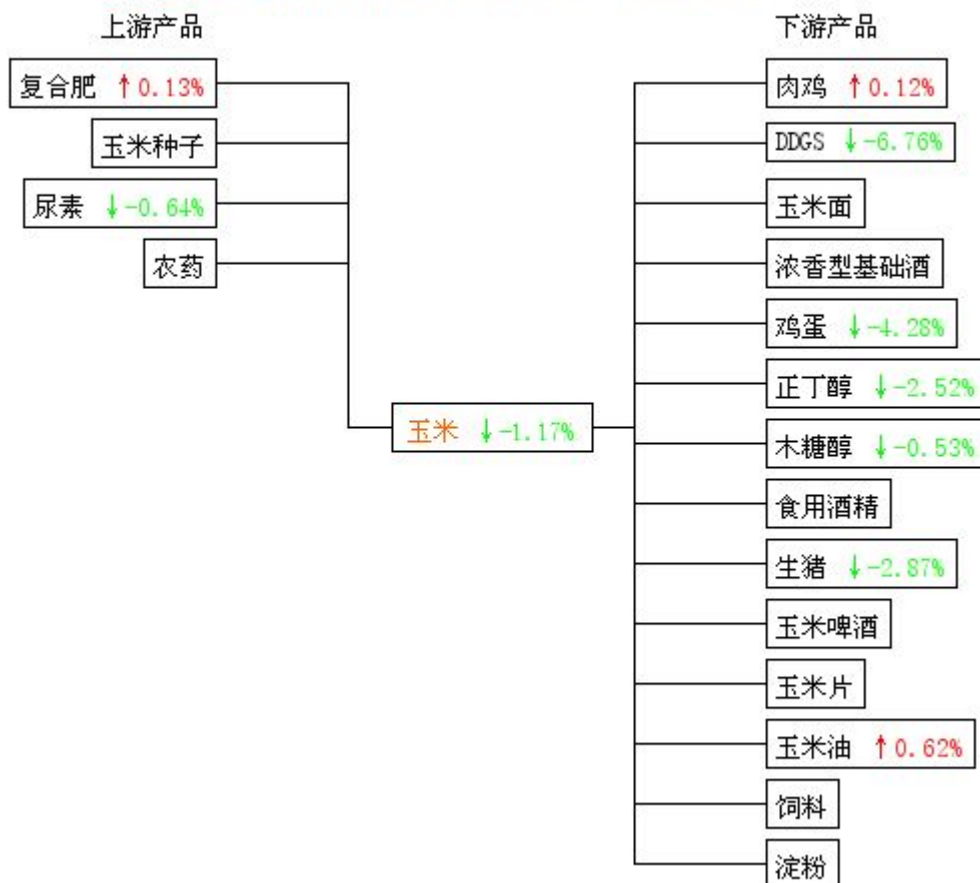 上游产品
复合肥 ↑0.13%
玉米种子
尿素 ↓-0.64%
农药
玉米 ↓-1.17%
下游产品
肉鸡 ↑0.12%
DDGS ↓-6.76%
玉米面
浓香型基础酒
鸡蛋 ↓-4.28%
正丁醇 ↓-2.52%
木糖醇 ↓-0.53%
食用酒精
生猪 ↓-2.87%
玉米啤酒
玉米片
玉米油 ↑0.62%
饲料
淀粉